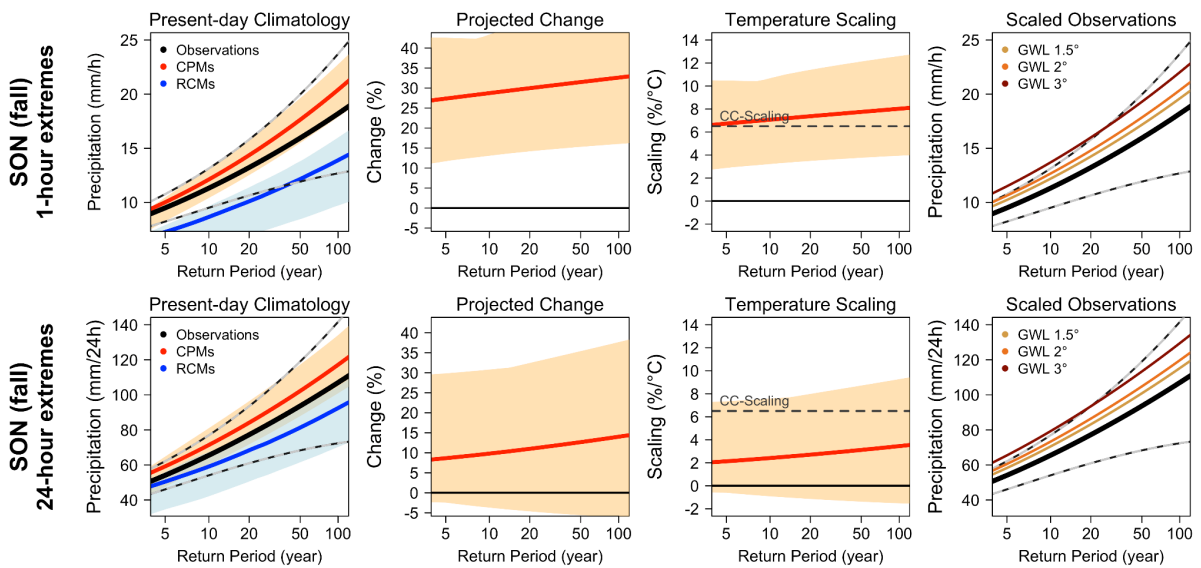 SON (fall)
1-hour extremes
Present-day Climatology
Precipitation (mm/h)
25
20
15
10
Observations
CPMs
RCMs
5 10 20 50 100
Return Period (year)
Projected Change
Change (%)
40
35
30
25
20
15
10
5
0
-5
5 10 20 50 100
Return Period (year)
Temperature Scaling
Scaling (%/°C)
14
12
10
8
6
4
2
0
-2
CC-Scaling
5 10 20 50 100
Return Period (year)
Scaled Observations
Precipitation (mm/h)
25
20
15
10
GWL 1.5°
GWL 2°
GWL 3°
5 10 20 50 100
Return Period (year)
SON (fall)
24-hour extremes
Present-day Climatology
Precipitation (mm/24h)
140
120
100
80
60
40
Observations
CPMs
RCMs
5 10 20 50 100
Return Period (year)
Projected Change
Change (%)
40
35
30
25
20
15
10
5
0
-5
5 10 20 50 100
Return Period (year)
Temperature Scaling
Scaling (%/°C)
14
12
10
8
6
4
2
0
-2
CC-Scaling
5 10 20 50 100
Return Period (year)
Scaled Observations
Precipitation (mm/24h)
140
120
100
80
60
40
GWL 1.5°
GWL 2°
GWL 3°
5 10 20 50 100
Return Period (year)